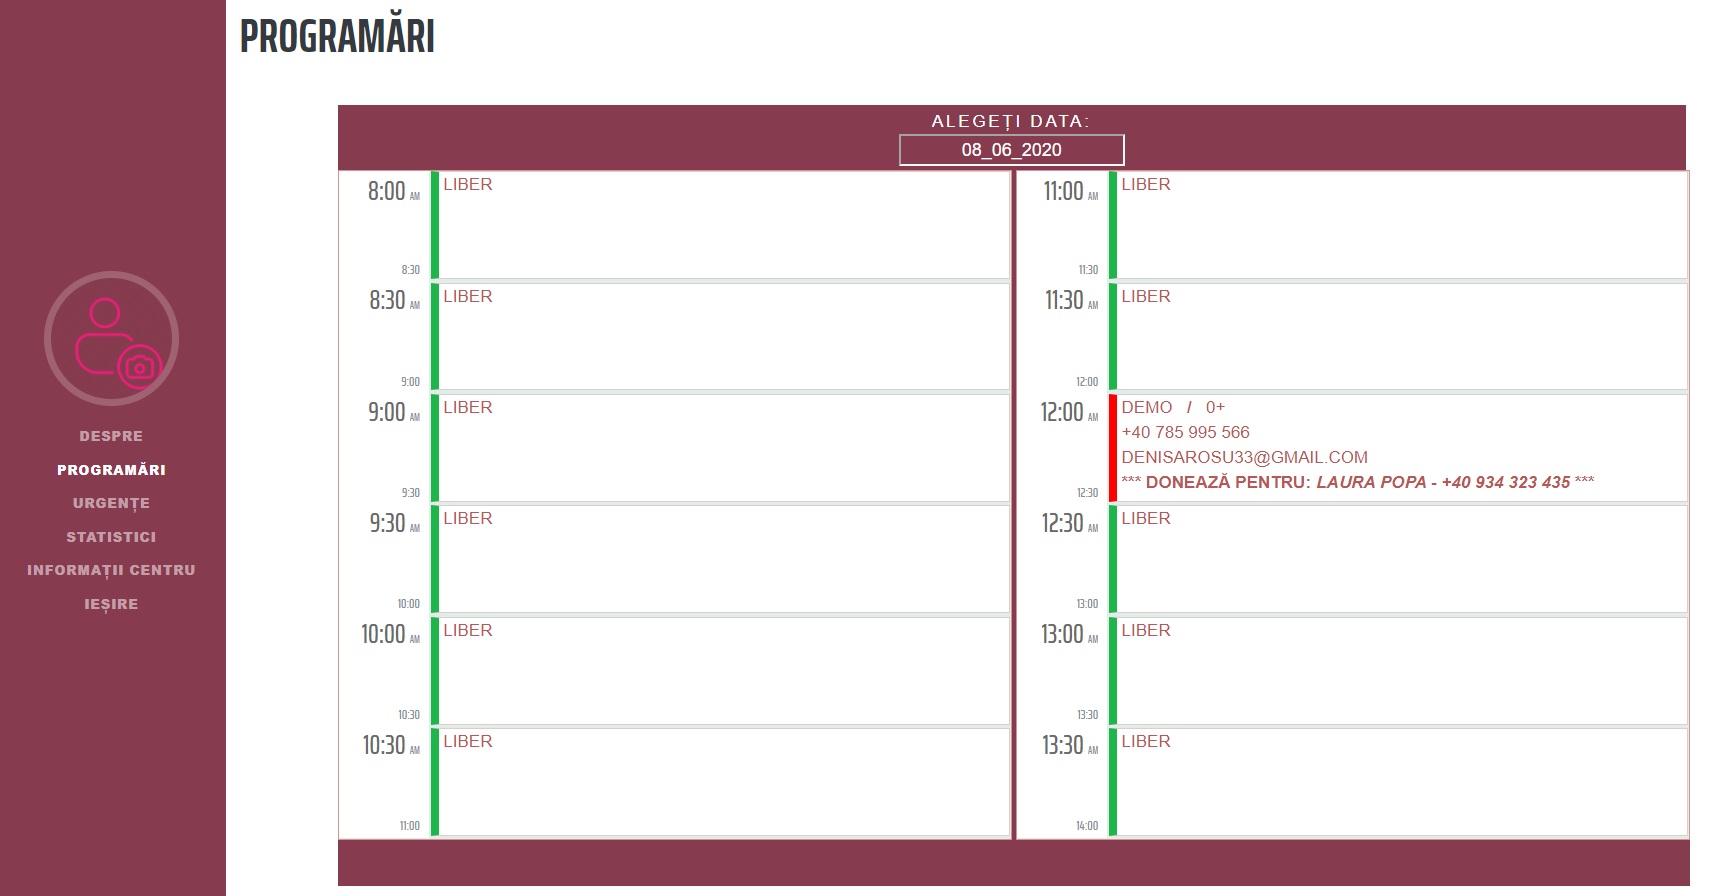 PROGRAMĂRI
DESPRE
PROGRAMĂRI
URGENȚE
STATISTICI
INFORMAȚII CENTRU
IEȘIRE
ALEGEȚI DATA:
08_06_2020
8:00 AM LIBER
8:30
8:30 AM LIBER
9:00
9:00 AM LIBER
9:30
9:30 AM LIBER
10:00
10:00 AM LIBER
10:30
10:30 AM LIBER
11:00
11:00 AM LIBER
11:30
11:30 AM LIBER
12:00
12:00 AM DEMO / 0+
+40 785 995 566
DENISAROSU33@GMAIL.COM
12:30 *** DONEAZĂ PENTRU: LAURA POPA - +40 934 323 435 ***
12:30 AM LIBER
13:00
13:00 AM LIBER
13:30
13:30 AM LIBER
14:00